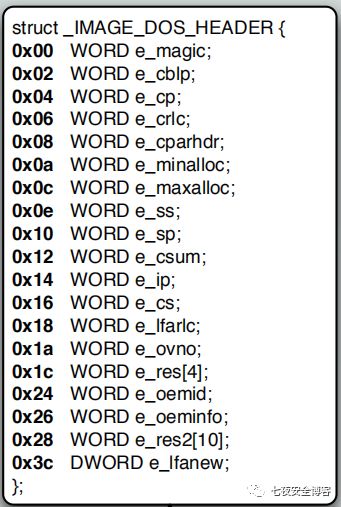 struct _IMAGE_DOS_HEADER {
0x00 WORD e_magic;
0x02 WORD e_cblp;
0x04 WORD e_cp;
0x06 WORD e_crlc;
0x08 WORD e_cparhdr;
0x0a WORD e_minalloc;
0x0c WORD e_maxalloc;
0x0e WORD e_ss;
0x10 WORD e_sp;
0x12 WORD e_csum;
0x14 WORD e_ip;
0x16 WORD e_cs;
0x18 WORD e_lfarlc;
0x1a WORD e_ovno;
0x1c WORD e_res[4];
0x24 WORD e_oemid;
0x26 WORD e_oeminfo;
0x28 WORD e_res2[10];
0x3c DWORD e_lfanew;
};
七夜安全博客